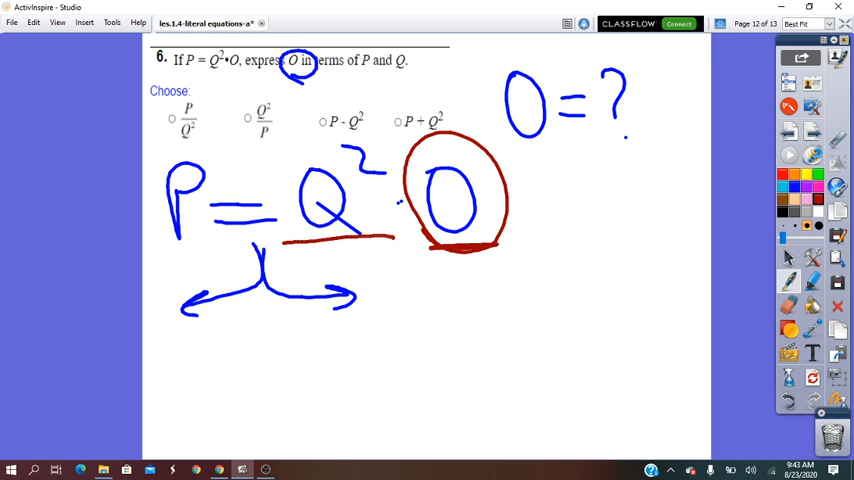 ActivInspire - Studio
File Edit View Insert Tools Help
les.1.4-literal equations-a*
CLASSFLOW Connect Page 12 of 13 Best Fit
6. If P = Q²•O, express O in terms of P and Q.
Choose:
P/Q² Q²/P P - Q² P + Q²
O = ?
P = Q² · O
9:43 AM
8/23/2020